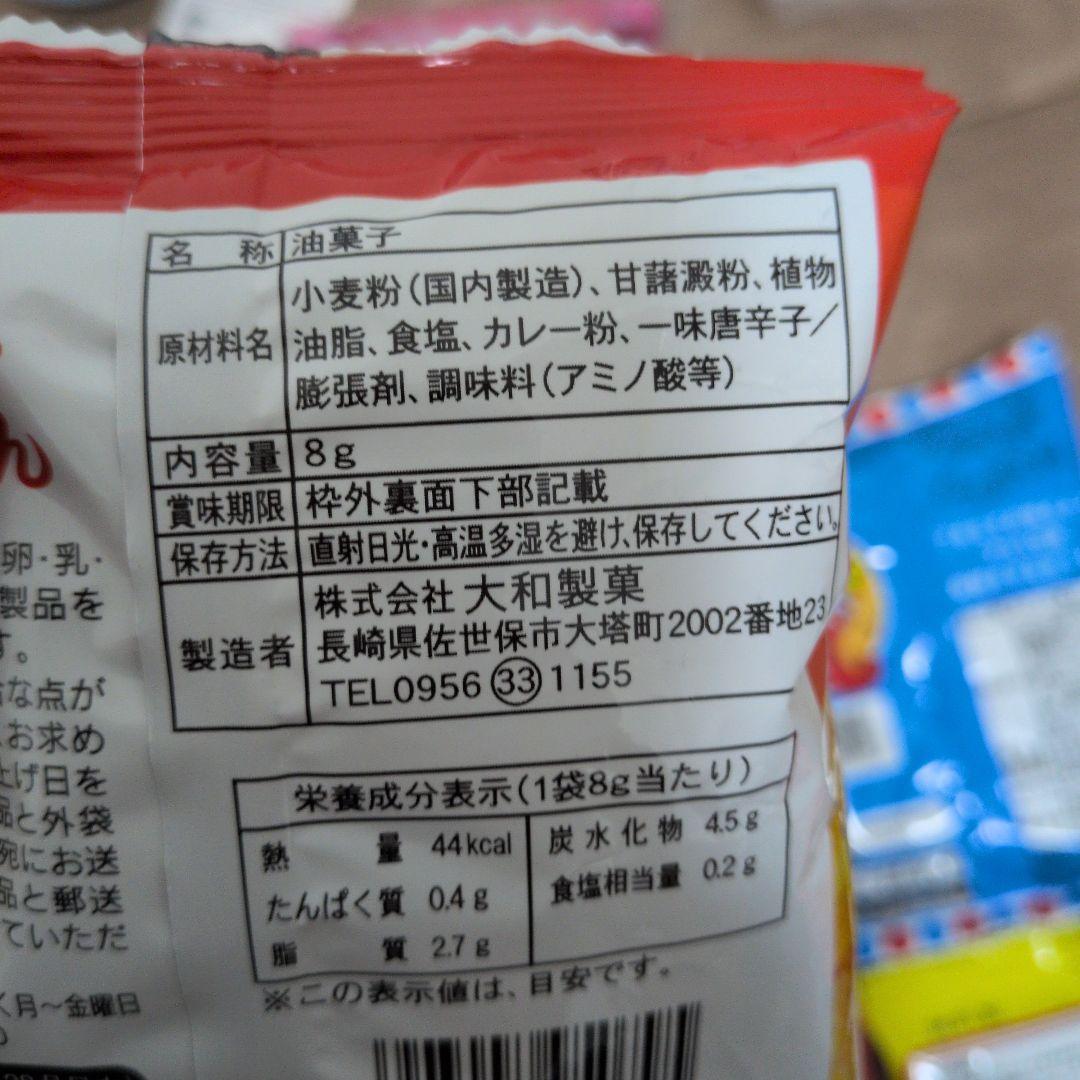 名 称 油菓子
原材料名 小麦粉(国内製造)、甘藷澱粉、植物
油脂、食塩、カレー粉、一味唐辛子/
膨張剤、調味料(アミノ酸等)
内容量 8g
賞味期限 枠外裏面下部記載
保存方法 直射日光・高温多湿を避け、保存してください。
製造者 株式会社 大和製菓
長崎県佐世保市大塔町2002番地23
TEL0956㉝1155
栄養成分表示(1袋8g当たり)
熱量 44kcal
たんぱく質 0.4g
脂質 2.7g
炭水化物 4.5g
食塩相当量 0.2g
※この表示値は、目安です。
ん
卵・乳・
製品を
す。
な点が
お求め
上げ日を
品と外袋
宛にお送
品と郵送
ていただ
く月〜金曜日